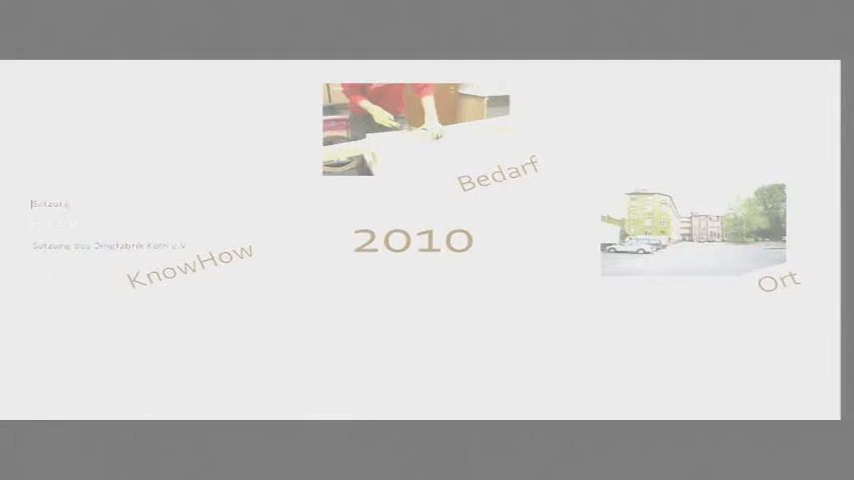 Bedarf
Satzung
2010
Satzung des Dingfabrik Köln e.V.
KnowHow
Ort